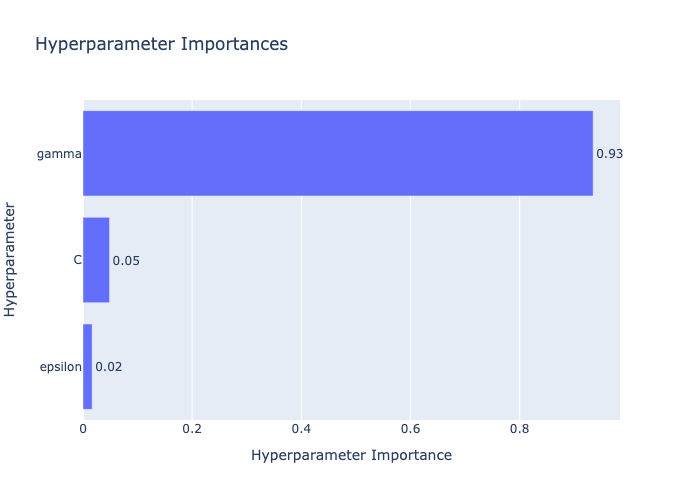 Hyperparameter Importances
Hyperparameter
gamma
0.93
C
0.05
epsilon
0.02
0 0.2 0.4 0.6 0.8
Hyperparameter Importance